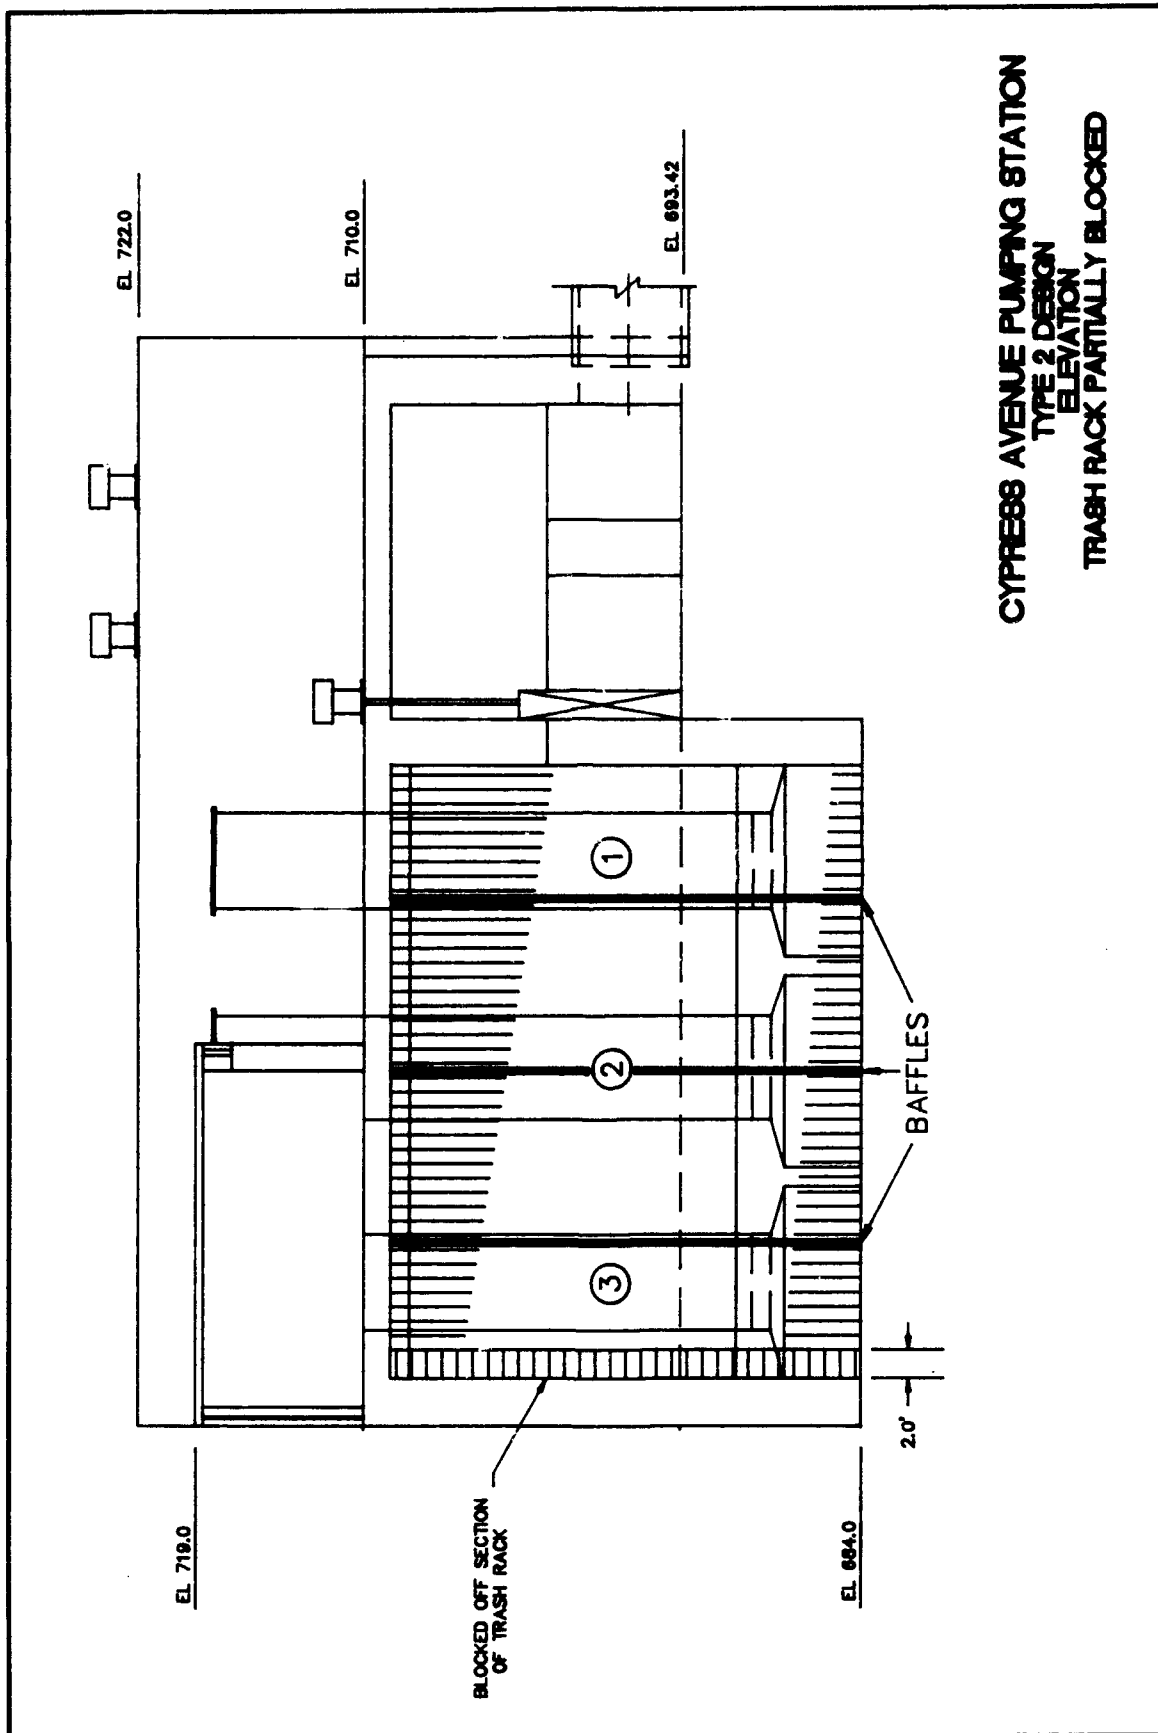 EL 722.0
EL 719.0
EL 710.0
EL 693.42
BLOCKED OFF SECTION
OF TRASH RACK
3
2
1
EL 684.0
2.0'
BAFFLES
CYPRESS AVENUE PUMPING STATION
TYPE 2 DESIGN
ELEVATION
TRASH RACK PARTIALLY BLOCKED